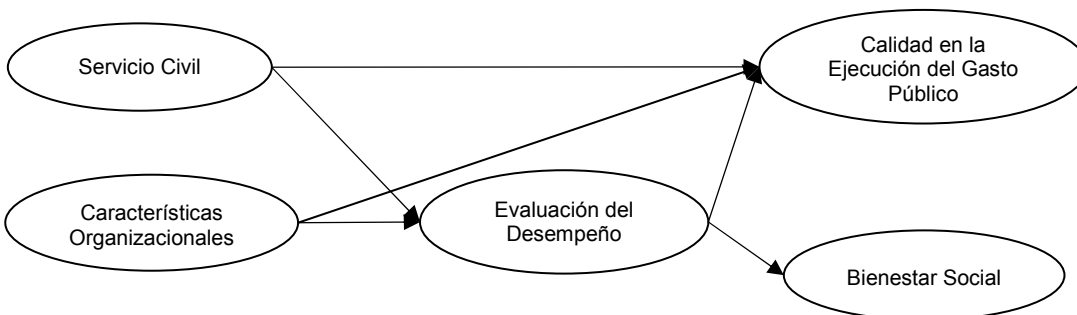 Servicio Civil
Calidad en la
Ejecución del Gasto
Público
Características
Organizacionales
Evaluación del
Desempeño
Bienestar Social